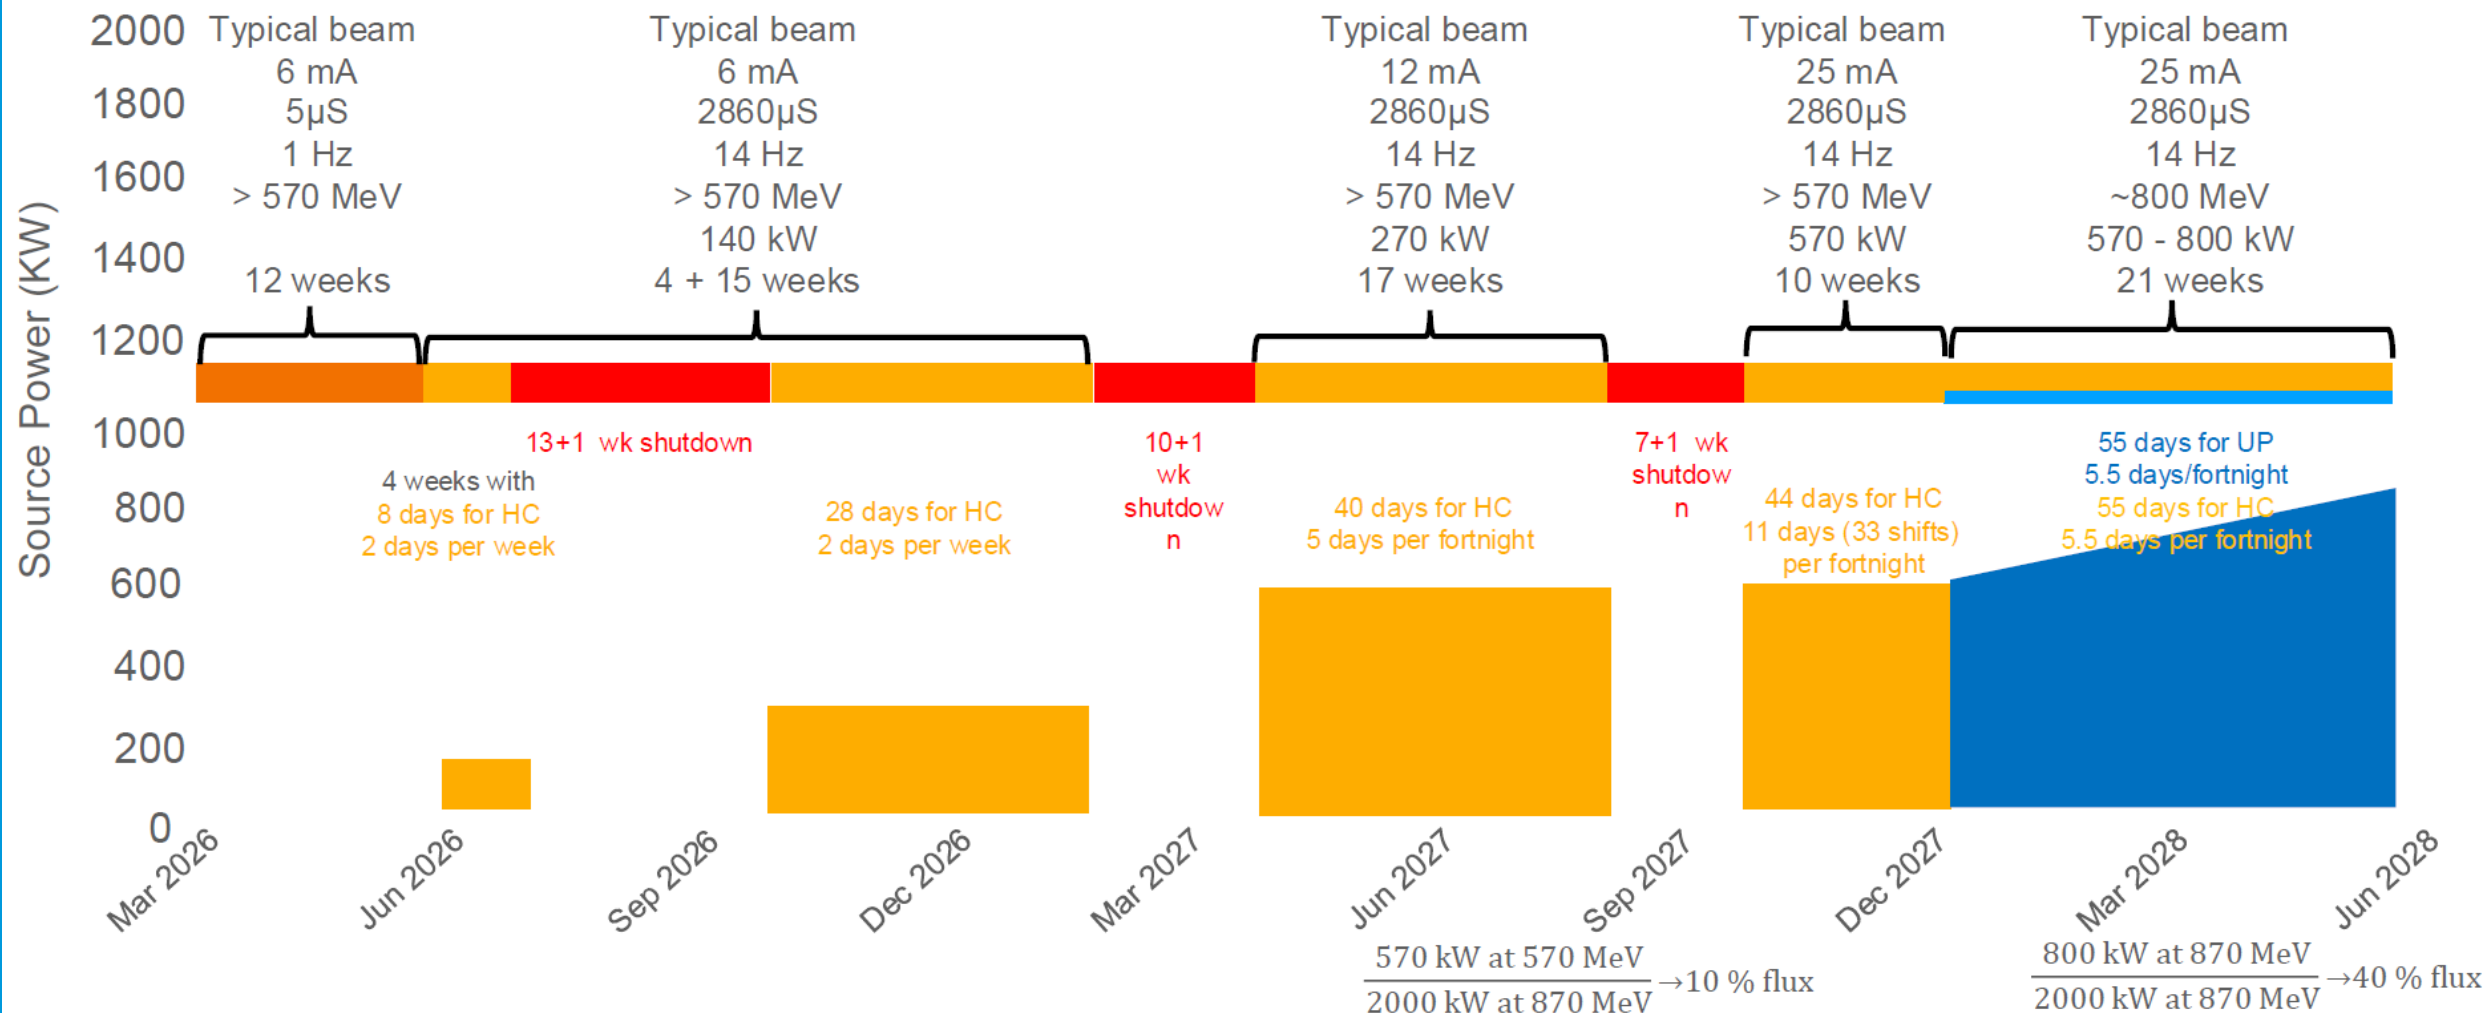 Source Power (KW)
2000
1800
1600
1400
1200
1000
800
600
400
200
0
Typical beam
6 mA
5µS
1 Hz
> 570 MeV
12 weeks
Typical beam
6 mA
2860µS
14 Hz
> 570 MeV
140 kW
4 + 15 weeks
Typical beam
12 mA
2860µS
14 Hz
> 570 MeV
270 kW
17 weeks
Typical beam
25 mA
2860µS
14 Hz
> 570 MeV
570 kW
10 weeks
Typical beam
25 mA
2860µS
14 Hz
~800 MeV
570 - 800 kW
21 weeks
13+1 wk shutdown
4 weeks with
8 days for HC
2 days per week
28 days for HC
2 days per week
10+1
wk
shutdow
n
40 days for HC
5 days per fortnight
7+1 wk
shutdow
n
44 days for HC
11 days (33 shifts)
per fortnight
55 days for UP
5.5 days/fortnight
55 days for HC
5.5 days per fortnight
Mar 2026
Jun 2026
Sep 2026
Dec 2026
Mar 2027
Jun 2027
Sep 2027
Dec 2027
Mar 2028
Jun 2028
570 kW at 570 MeV
2000 kW at 870 MeV
→10 % flux
800 kW at 870 MeV
2000 kW at 870 MeV
→40 % flux